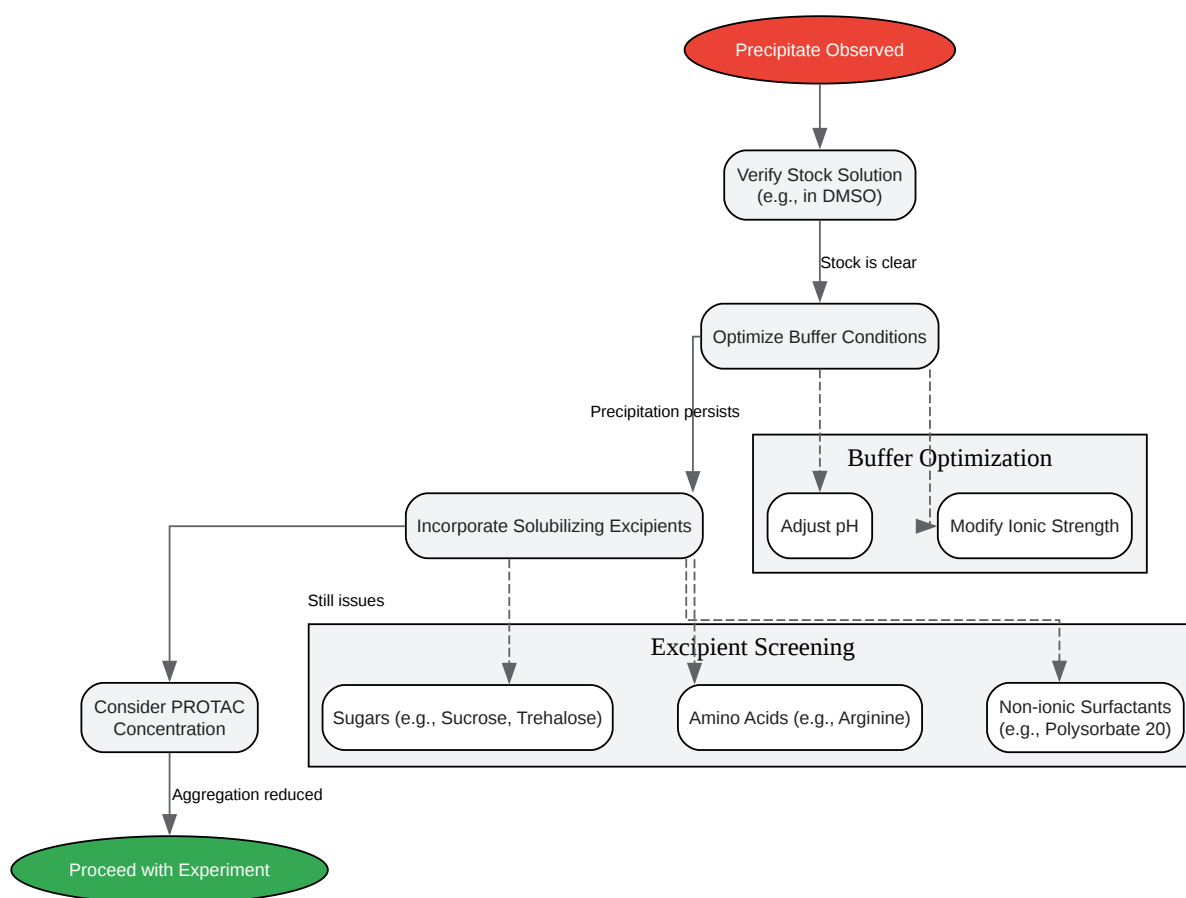 Precipitate Observed
Verify Stock Solution
(e.g., in DMSO)
Stock is clear
Optimize Buffer Conditions
Precipitation persists
Buffer Optimization
Adjust pH
Modify Ionic Strength
Incorporate Solubilizing Excipients
Still issues
Excipient Screening
Sugars (e.g., Sucrose, Trehalose)
Amino Acids (e.g., Arginine)
Non-ionic Surfactants
(e.g., Polysorbate 20)
Consider PROTAC
Concentration
Aggregation reduced
Proceed with Experiment